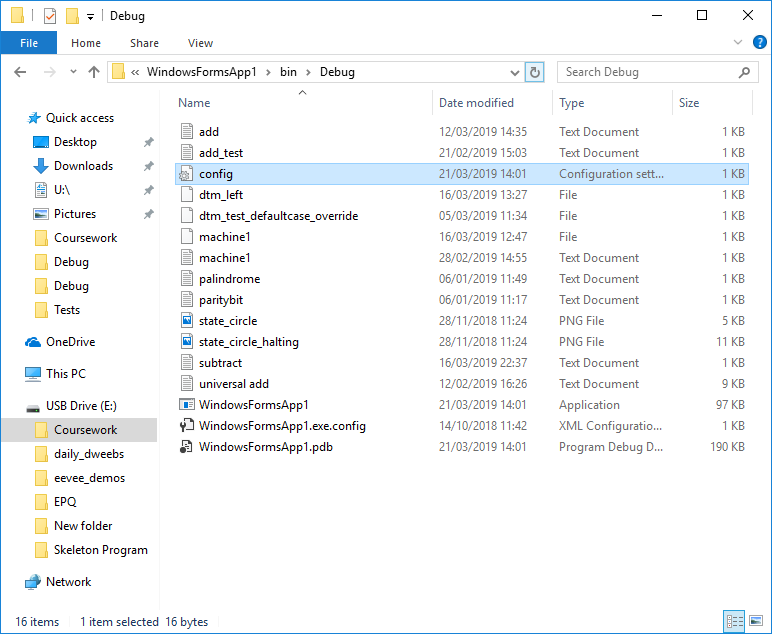 Debug
File Home Share View
« WindowsFormsApp1 > bin > Debug Search Debug
Name Date modified Type Size
Quick access
Desktop
Downloads
U:\
Pictures
Coursework
Debug
Debug
Tests
OneDrive
This PC
USB Drive (E:)
Coursework
daily_dweebs
eevee_demos
EPQ
New folder
Skeleton Program
Network
add 12/03/2019 14:35 Text Document 1 KB
add_test 21/02/2019 15:03 Text Document 1 KB
config 21/03/2019 14:01 Configuration sett... 1 KB
dtm_left 16/03/2019 13:27 File 1 KB
dtm_test_defaultcase_override 05/03/2019 11:34 File 1 KB
machine1 16/03/2019 12:47 File 1 KB
machine1 28/02/2019 14:55 Text Document 1 KB
palindrome 06/01/2019 11:49 Text Document 1 KB
paritybit 06/01/2019 11:17 Text Document 1 KB
state_circle 28/11/2018 11:24 PNG File 5 KB
state_circle_halting 28/11/2018 11:24 PNG File 11 KB
subtract 16/03/2019 22:37 Text Document 1 KB
universal add 12/02/2019 16:26 Text Document 9 KB
WindowsFormsApp1 21/03/2019 14:01 Application 97 KB
WindowsFormsApp1.exe.config 14/10/2018 11:42 XML Configuratio... 1 KB
WindowsFormsApp1.pdb 21/03/2019 14:01 Program Debug D... 190 KB
16 items 1 item selected 16 bytes